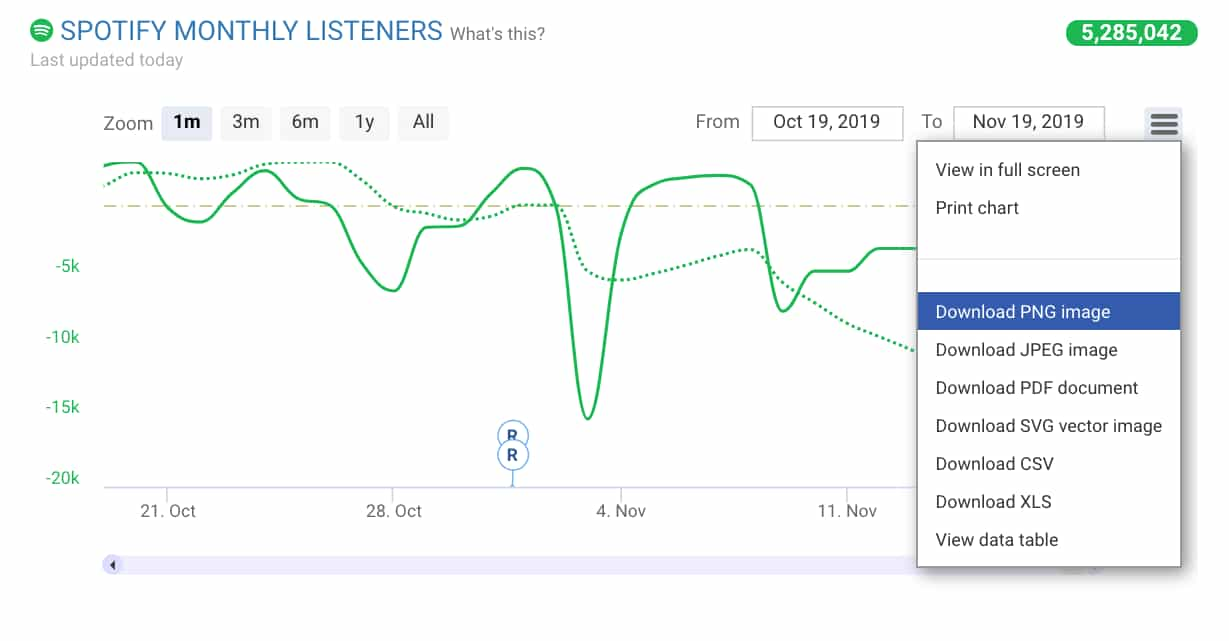 SPOTIFY MONTHLY LISTENERS What's this?
5,285,042
Last updated today
Zoom 1m 3m 6m 1y All
From Oct 19, 2019 To Nov 19, 2019
View in full screen
Print chart
Download PNG image
Download JPEG image
Download PDF document
Download SVG vector image
Download CSV
Download XLS
View data table
-5k
-10k
-15k
-20k
R
R
21. Oct 28. Oct 4. Nov 11. Nov